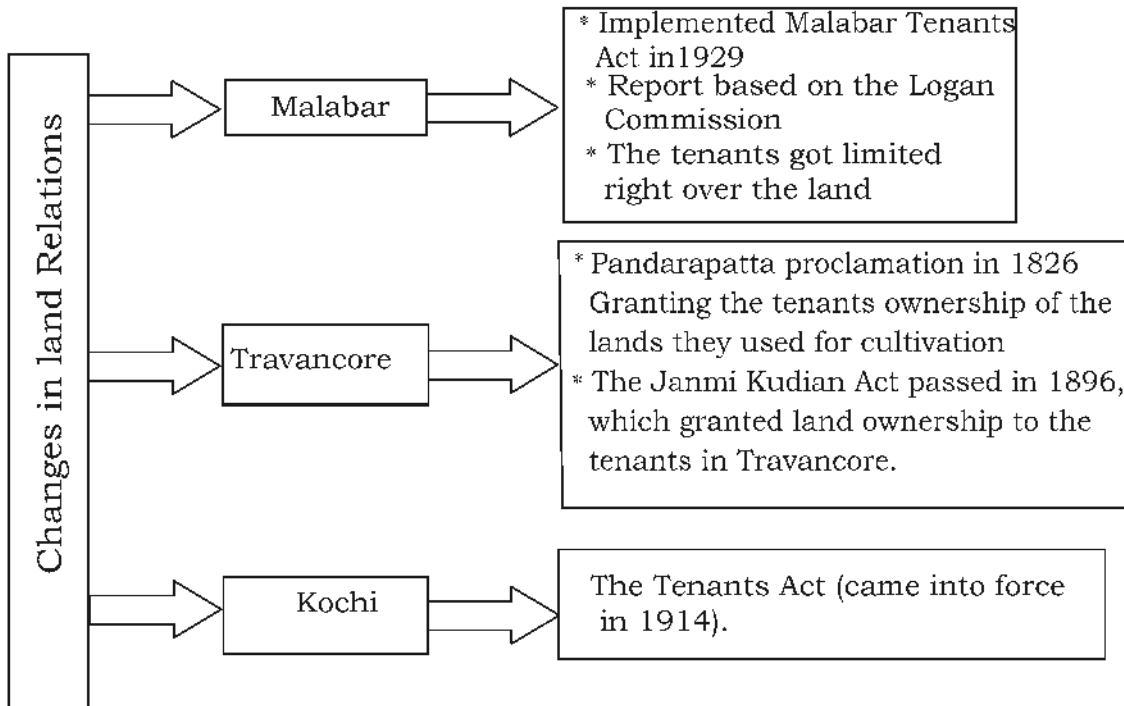 Changes in land Relations
Malabar
* Implemented Malabar Tenants
Act in1929
* Report based on the Logan
Commission
* The tenants got limited
right over the land
Travancore
* Pandarapatta proclamation in 1826
Granting the tenants ownership of the
lands they used for cultivation
* The Janmi Kudian Act passed in 1896,
which granted land ownership to the
tenants in Travancore.
Kochi
The Tenants Act (came into force
in 1914).